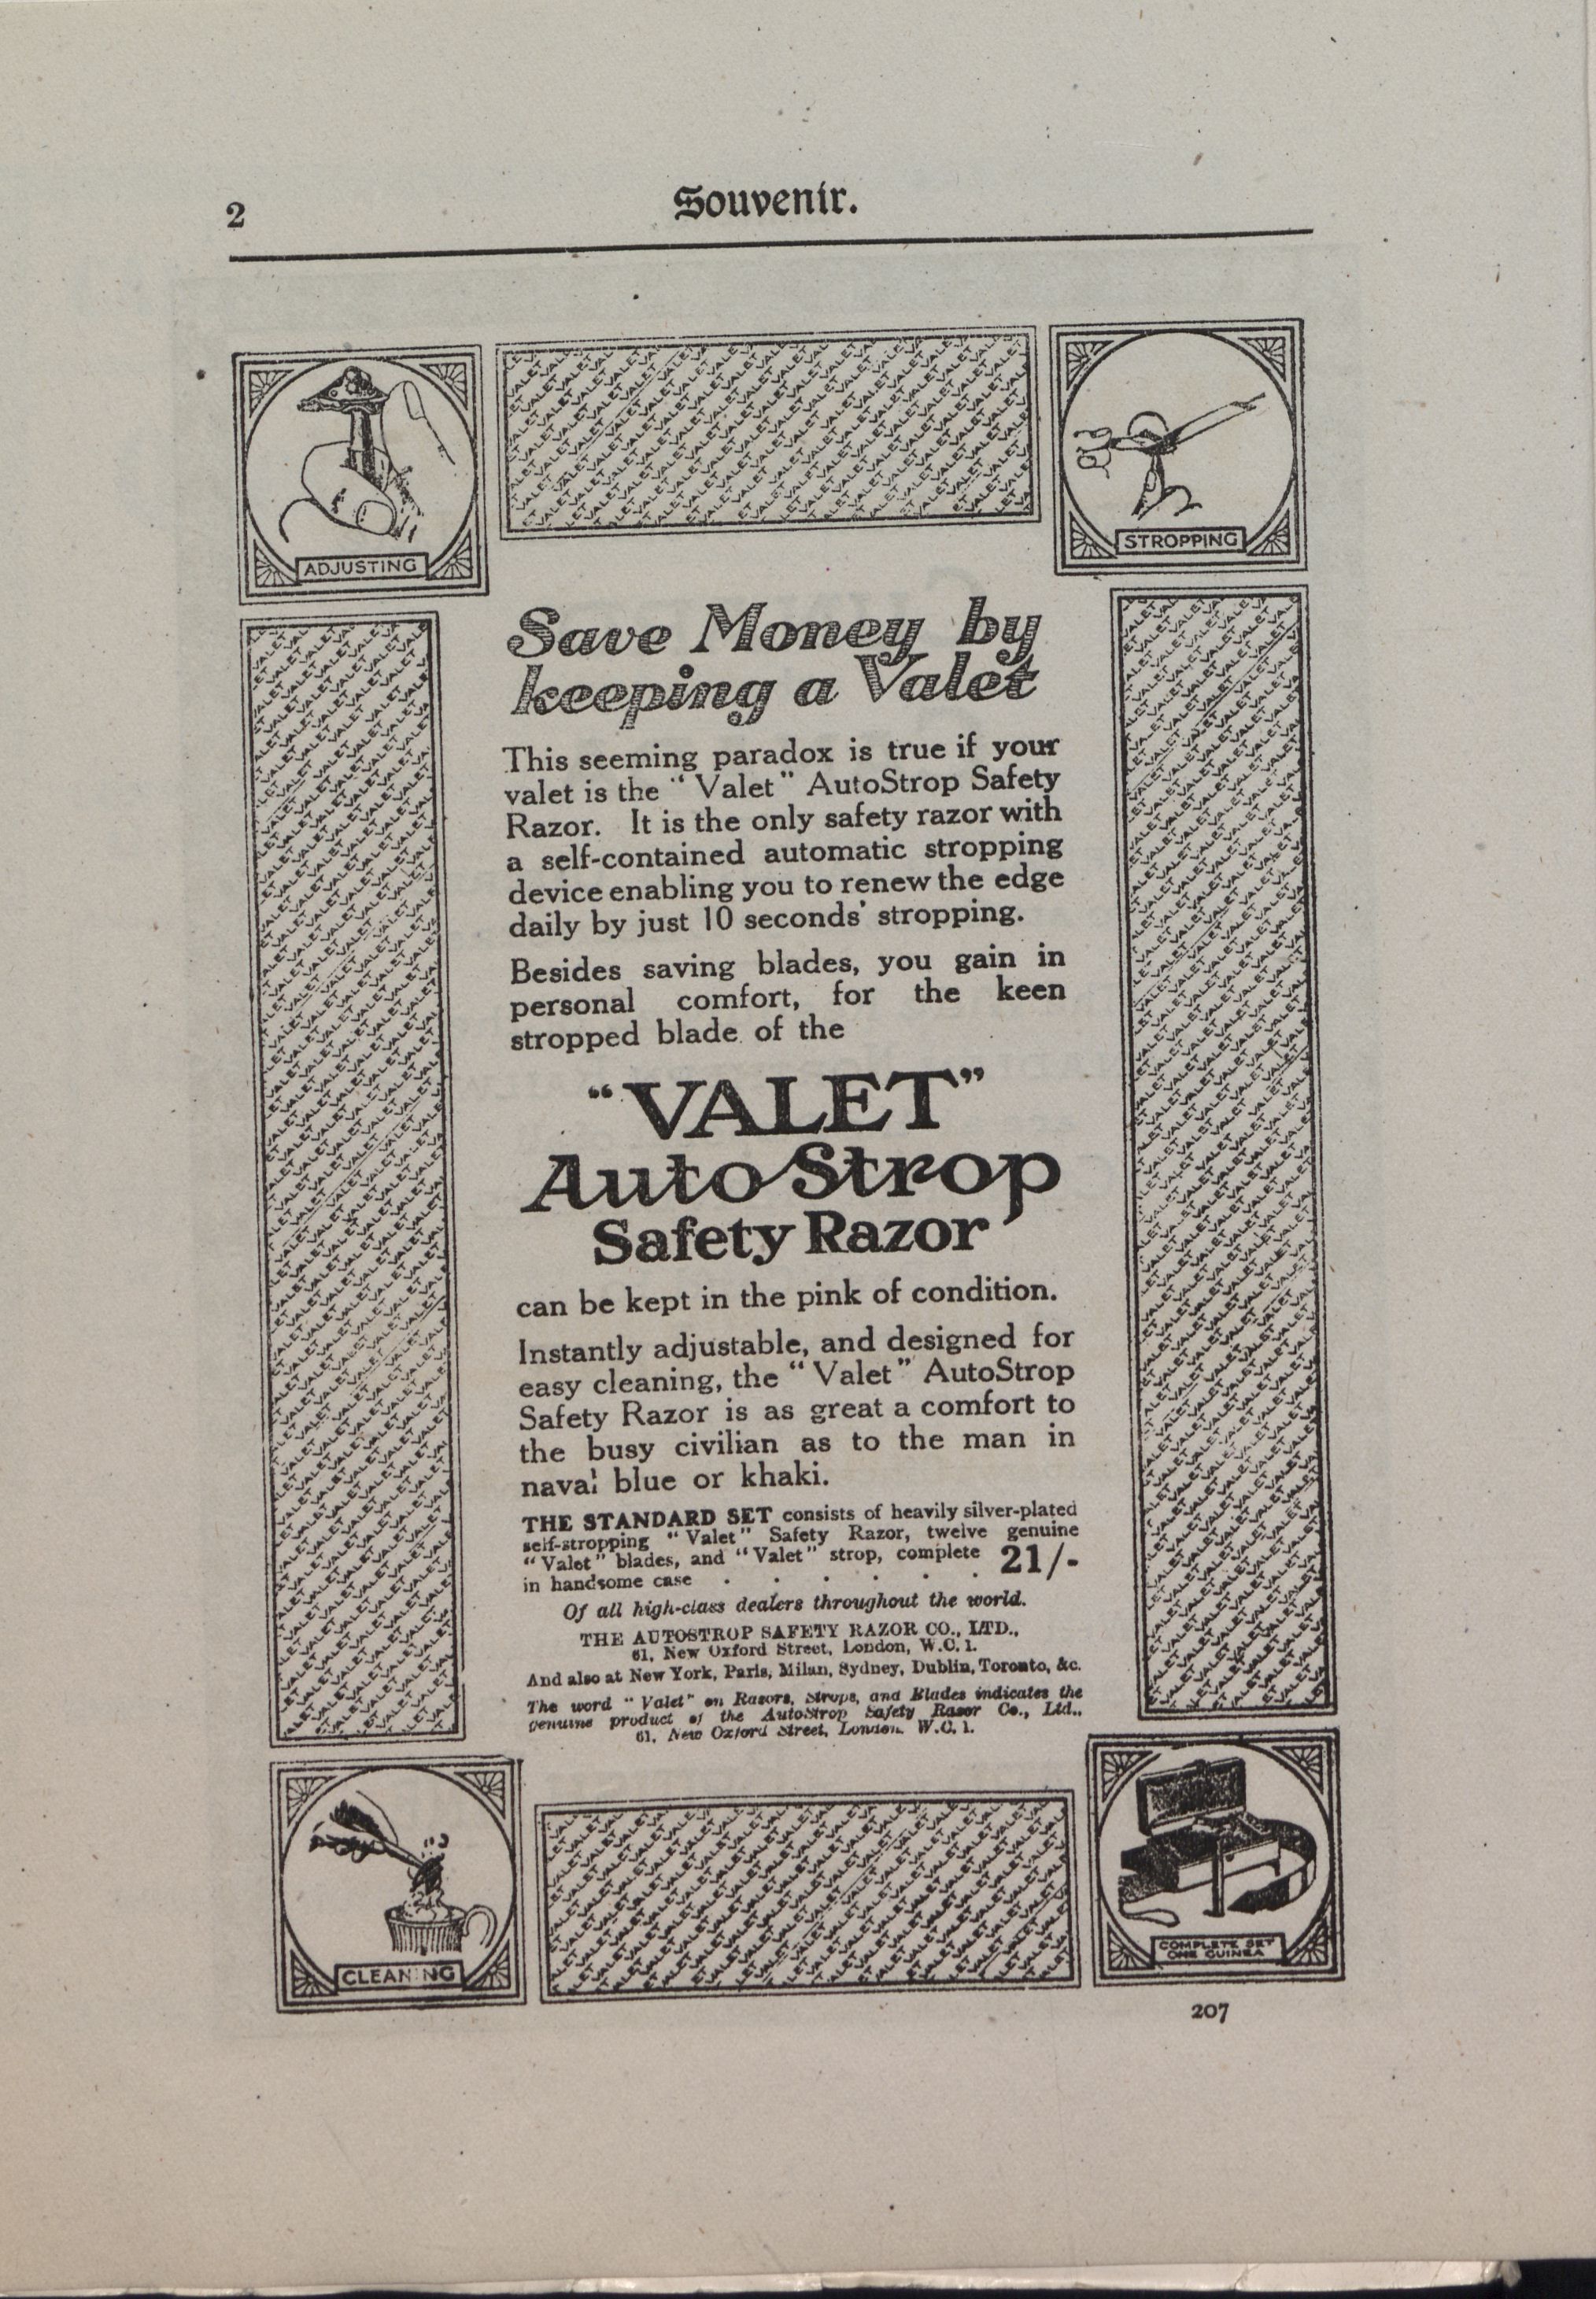 2
Souvenir.
ADJUSTING
STROPPING
Save Money by
keeping a Valet
This seeming paradox is true if your
valet is the "Valet" AutoStrop Safety
Razor. It is the only safety razor with
a self-contained automatic stropping
device enabling you to renew the edge
daily by just 10 seconds' stropping.
Besides saving blades, you gain in
personal comfort, for the keen
stropped blade of the
"VALET"
AutoStrop
Safety Razor
can be kept in the pink of condition.
Instantly adjustable, and designed for
easy cleaning, the "Valet" AutoStrop
Safety Razor is as great a comfort to
the busy civilian as to the man in
naval blue or khaki.
THE STANDARD SET consists of heavily silver-plated
self-stropping "Valet" Safety Razor, twelve genuine
"Valet" blades, and "Valet" strop, complete 21/-
in handsome case . . . . . .
Of all high-class dealers throughout the world.
THE AUTOSTROP SAFETY RAZOR CO., LTD.,
61, New Oxford Street, London, W.C. 1.
And also at New York, Paris, Milan, Sydney, Dublin, Toronto, &c.
The word "Valet" on Razors, Strops, and Blades indicates the
genuine product of the AutoStrop Safety Razor Co., Ltd.,
61, New Oxford Street, London. W.C. 1.
CLEANING
COMPLETE SET
ONE GUINEA
207